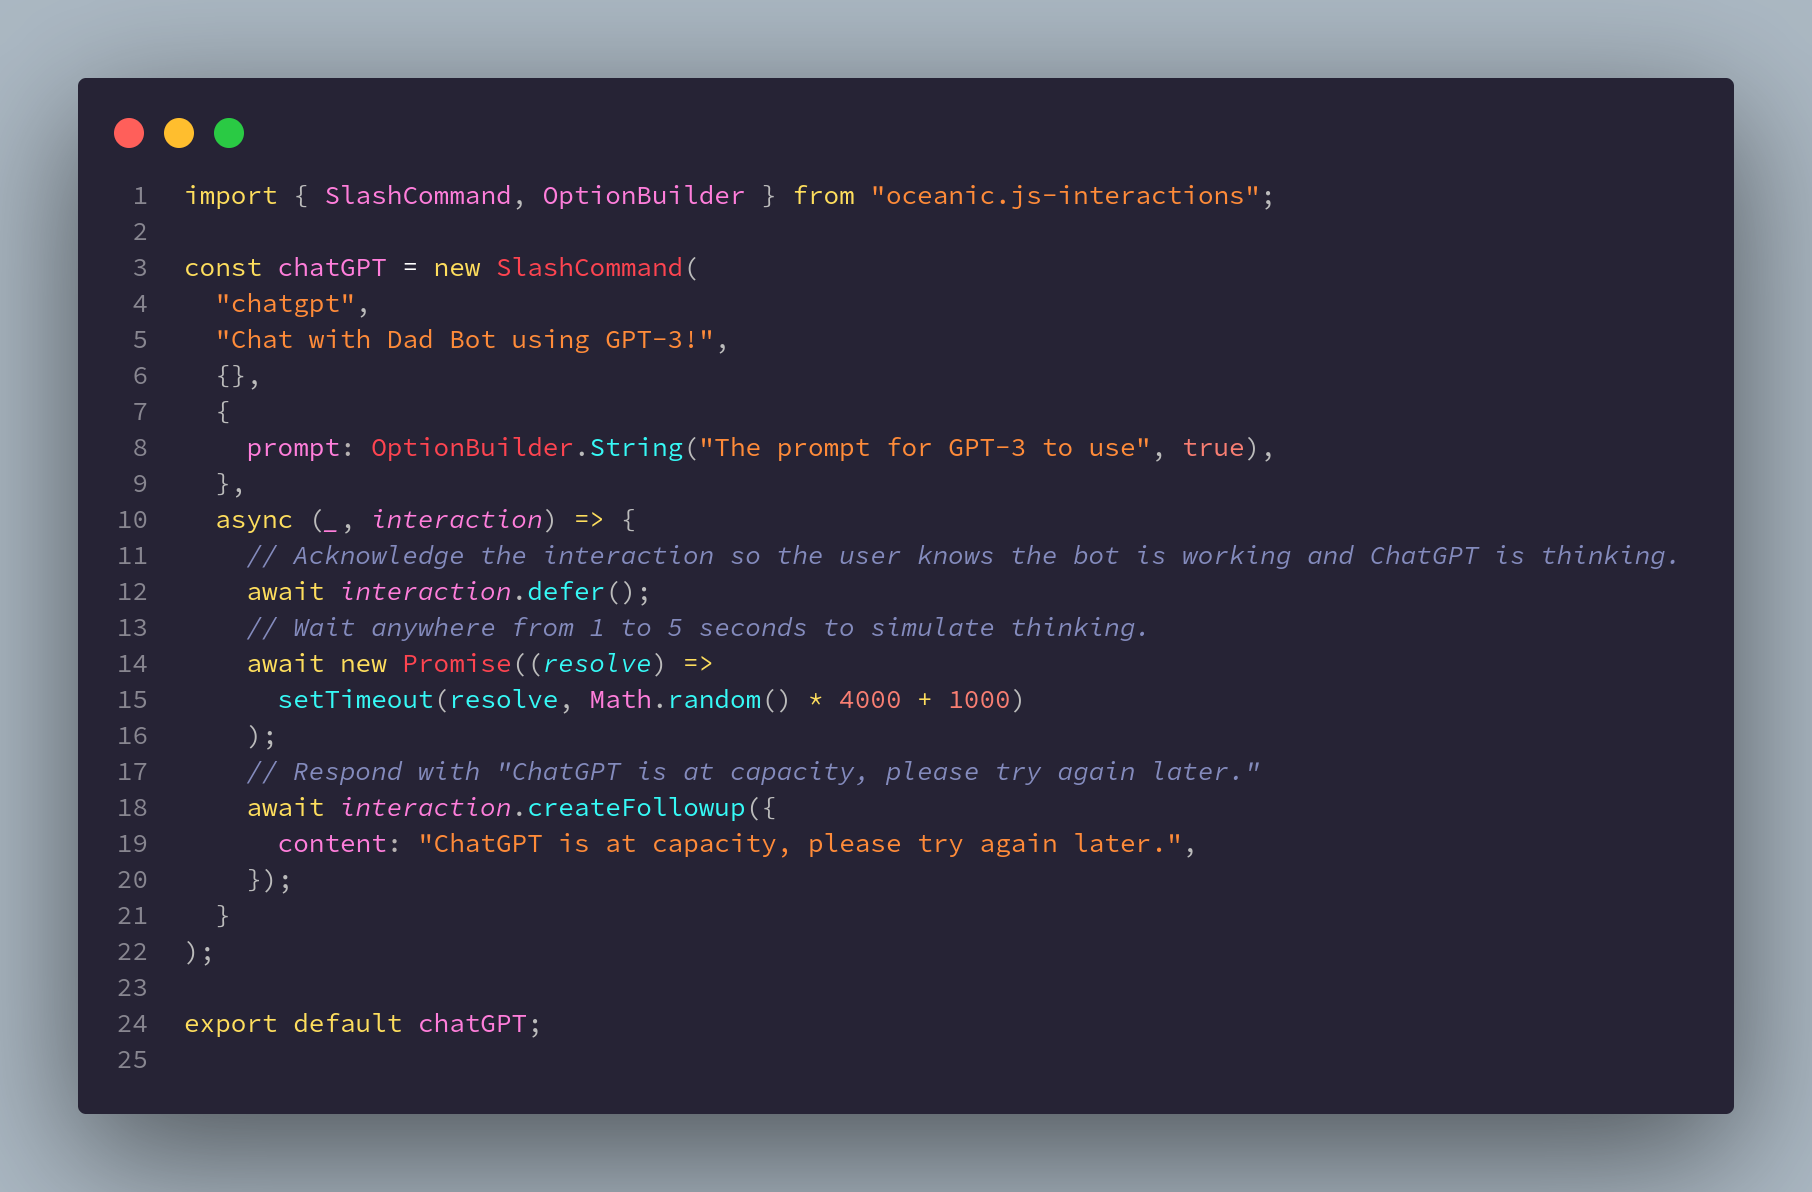 1 import { SlashCommand, OptionBuilder } from "oceanic.js-interactions";
2
3 const chatGPT = new SlashCommand(
4   "chatgpt",
5   "Chat with Dad Bot using GPT-3!",
6   {},
7   {
8     prompt: OptionBuilder.String("The prompt for GPT-3 to use", true),
9   },
10   async (_, interaction) => {
11     // Acknowledge the interaction so the user knows the bot is working and ChatGPT is thinking.
12     await interaction.defer();
13     // Wait anywhere from 1 to 5 seconds to simulate thinking.
14     await new Promise((resolve) =>
15       setTimeout(resolve, Math.random() * 4000 + 1000)
16     );
17     // Respond with "ChatGPT is at capacity, please try again later."
18     await interaction.createFollowup({
19       content: "ChatGPT is at capacity, please try again later.",
20     });
21   }
22 );
23
24 export default chatGPT;
25